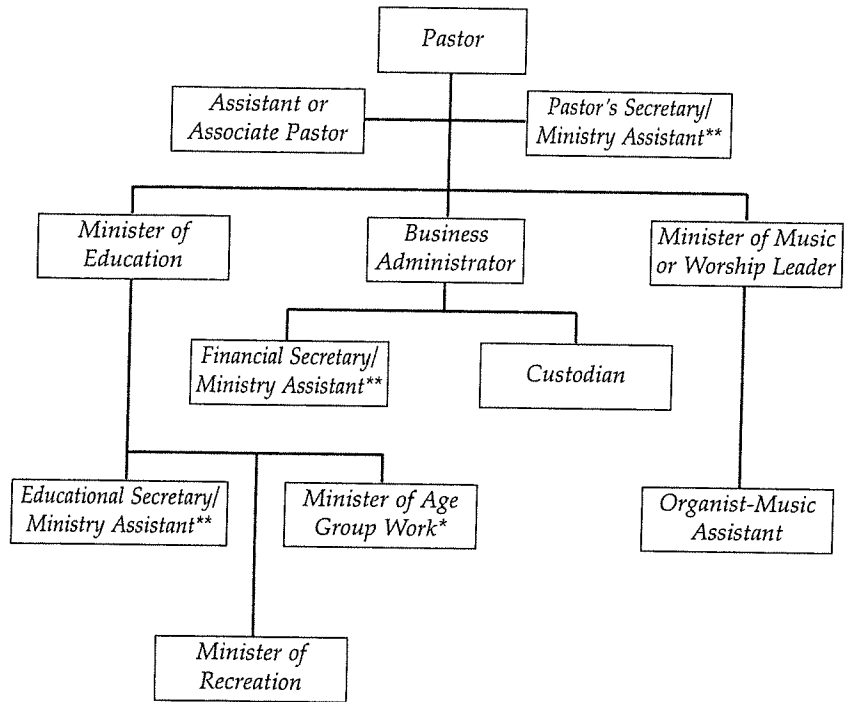 Pastor
Assistant or
Associate Pastor
Pastor's Secretary/
Ministry Assistant**
Minister of
Education
Business
Administrator
Minister of Music
or Worship Leader
Financial Secretary/
Ministry Assistant**
Custodian
Educational Secretary/
Ministry Assistant**
Minister of Age
Group Work*
Organist-Music
Assistant
Minister of
Recreation